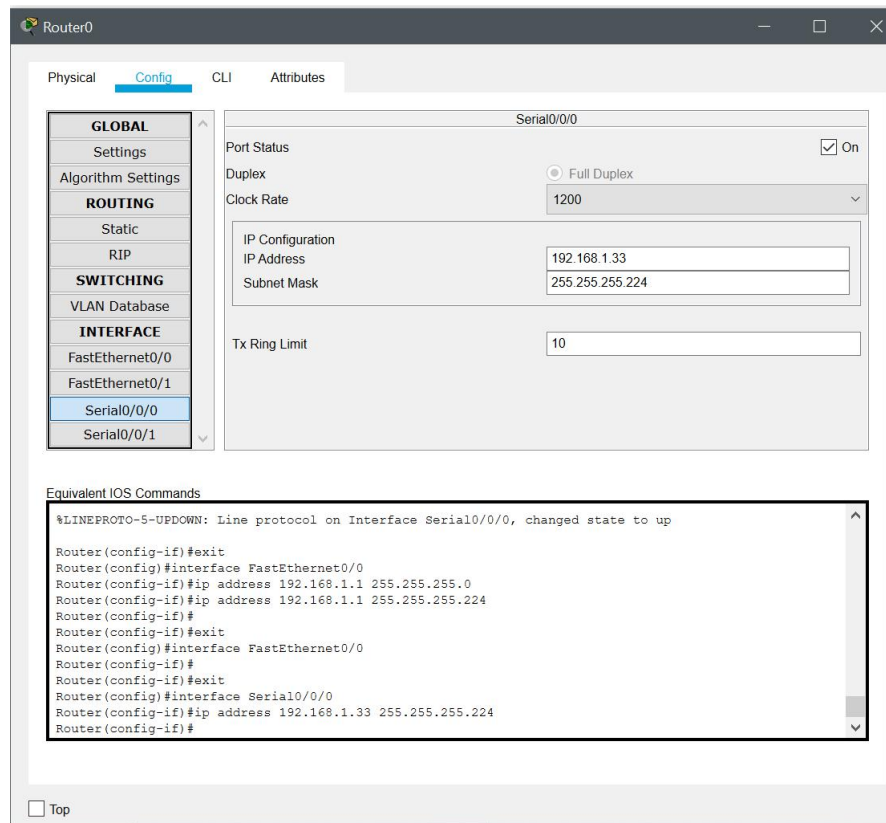 Router0
Physical Config CLI Attributes
GLOBAL
Settings
Algorithm Settings
ROUTING
Static
RIP
SWITCHING
VLAN Database
INTERFACE
FastEthernet0/0
FastEthernet0/1
Serial0/0/0
Serial0/0/1
Serial0/0/0
Port Status On
Duplex Full Duplex
Clock Rate 1200
IP Configuration
IP Address 192.168.1.33
Subnet Mask 255.255.255.224
Tx Ring Limit 10
Equivalent IOS Commands
%LINEPROTO-5-UPDOWN: Line protocol on Interface Serial0/0/0, changed state to up
Router(config-if)#exit
Router(config)#interface FastEthernet0/0
Router(config-if)#ip address 192.168.1.1 255.255.255.0
Router(config-if)#ip address 192.168.1.1 255.255.255.224
Router(config-if)#
Router(config-if)#exit
Router(config)#interface FastEthernet0/0
Router(config-if)#
Router(config-if)#exit
Router(config)#interface Serial0/0/0
Router(config-if)#ip address 192.168.1.33 255.255.255.224
Router(config-if)#
Top